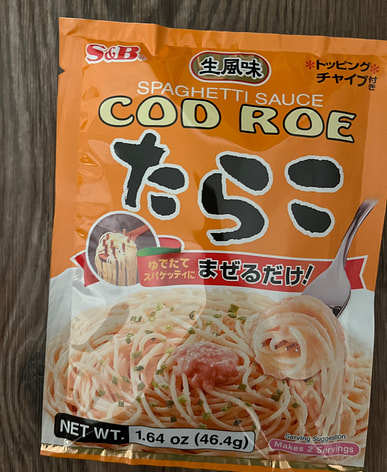 S&B®
生風味
*トッピング*
チャイブ付き
SPAGHETTI SAUCE
COD ROE
たらこ
ゆでたて
スパゲッティに
まぜるだけ!
Serving Suggestion
Makes 2 Servings
NET WT. 1.64 oz (46.4g)